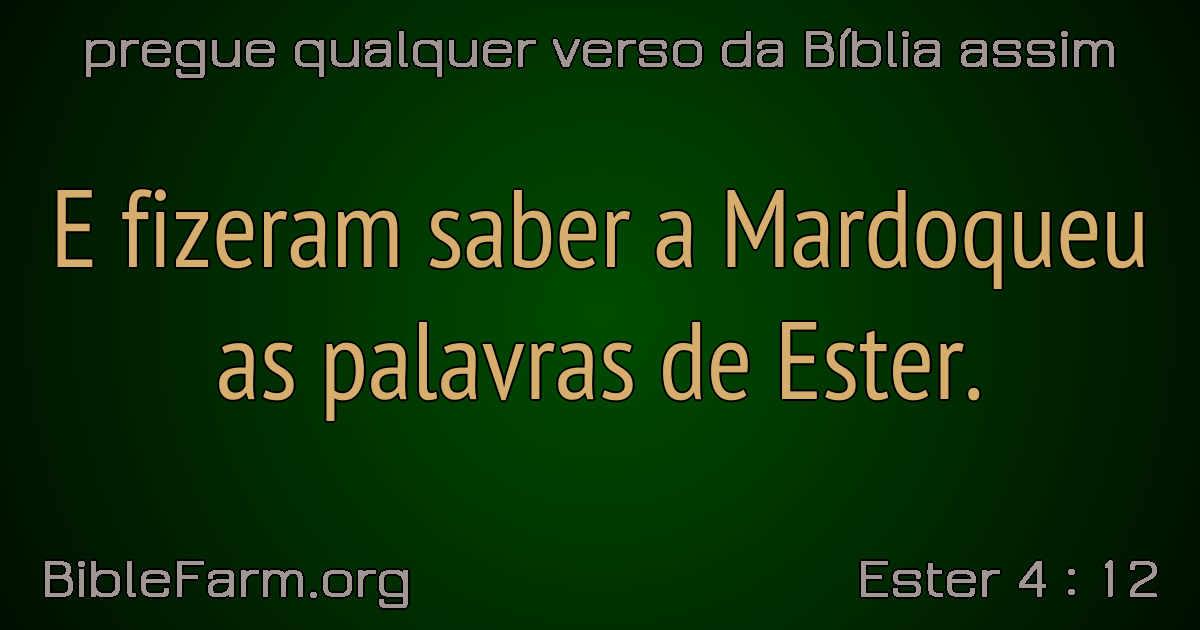 pregue qualquer verso da Bíblia assim
E fizeram saber a Mardoqueu
as palavras de Ester.
BibleFarm.org
Ester 4 : 12